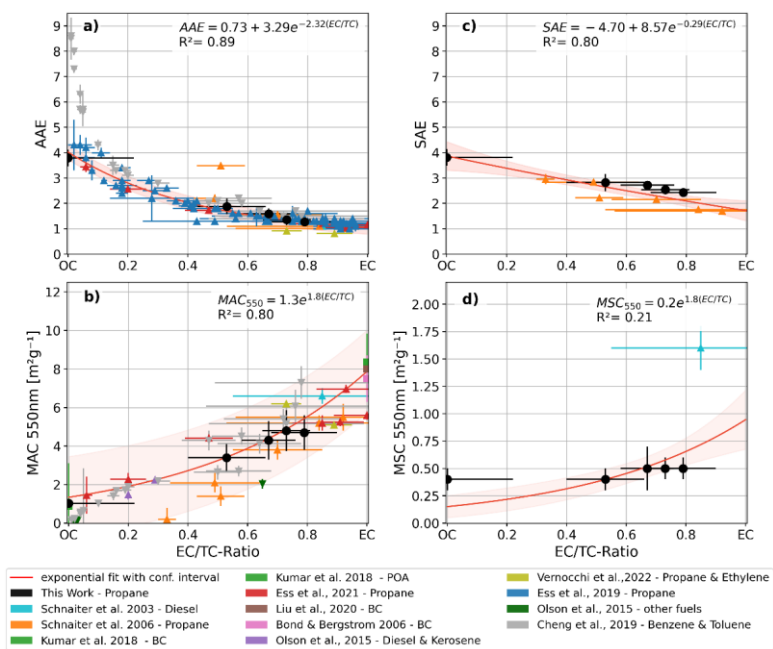 a)
AAE = 0.73 + 3.29e^{-2.32(EC/TC)}
R²= 0.89
9
8
7
6
5
4
3
2
1
0
AAE
OC
0.2
0.4
0.6
0.8
EC
c)
SAE = − 4.70 + 8.57e^{-0.29(EC/TC)}
R²= 0.80
9
8
7
6
5
4
3
2
1
0
SAE
OC
0.2
0.4
0.6
0.8
EC
b)
MAC₅₅₀ = 1.3e^{1.8(EC/TC)}
R²= 0.80
12
10
8
6
4
2
0
MAC 550nm [m²g⁻¹]
OC
0.2
0.4
0.6
0.8
EC
EC/TC-Ratio
d)
MSC₅₅₀ = 0.2e^{1.8(EC/TC)}
R²= 0.21
2.00
1.75
1.50
1.25
1.00
0.75
0.50
0.25
0.00
MSC 550nm [m²g⁻¹]
OC
0.2
0.4
0.6
0.8
EC
EC/TC-Ratio
exponential fit with conf. interval
This Work - Propane
Schnaiter et al. 2003 - Diesel
Schnaiter et al. 2006 - Propane
Kumar et al. 2018 - BC
Kumar et al. 2018 - POA
Ess et al., 2021 - Propane
Liu et al., 2020 - BC
Bond & Bergstrom 2006 - BC
Olson et al., 2015 - Diesel & Kerosene
Vernocchi et al.,2022 - Propane & Ethylene
Ess et al., 2019 - Propane
Olson et al., 2015 - other fuels
Cheng et al., 2019 - Benzene & Toluene